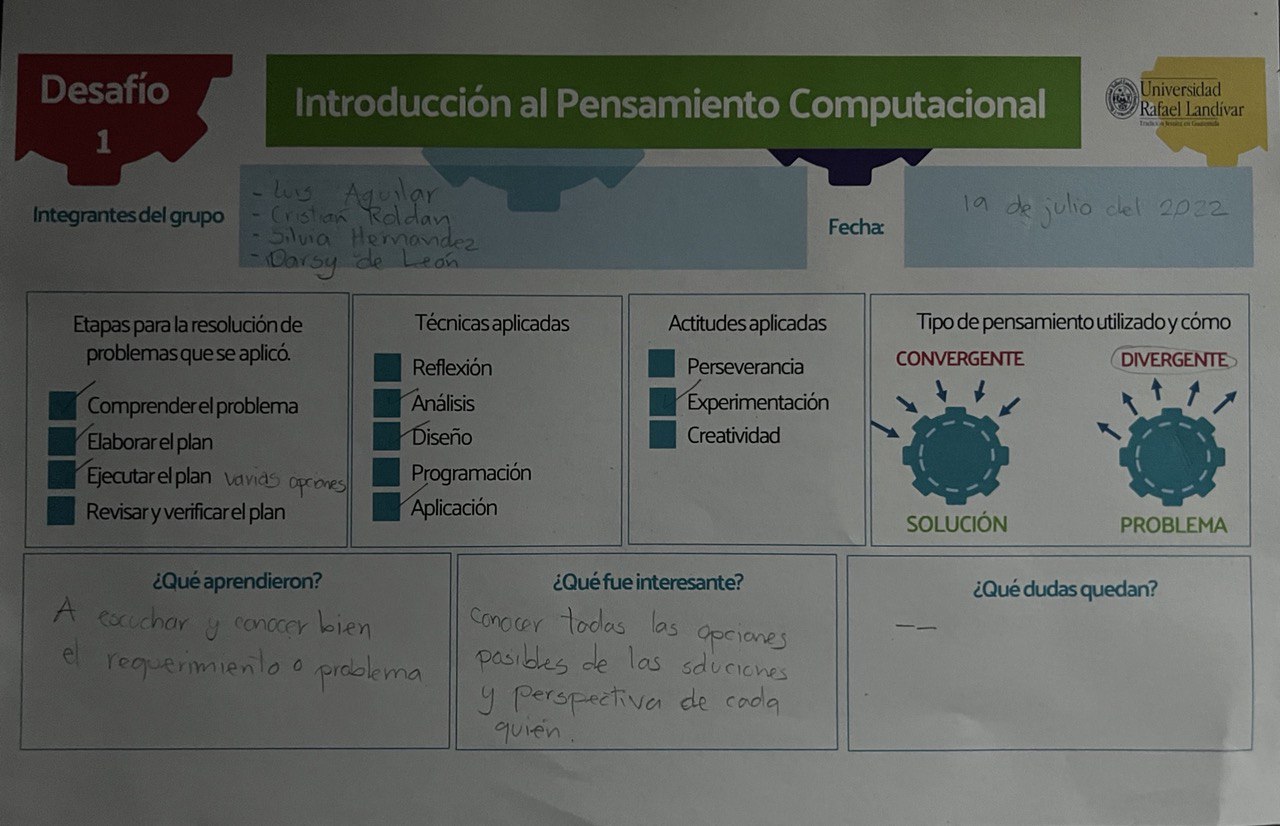 Desafío
1
Introducción al Pensamiento Computacional
Universidad
Rafael Landívar
Tradición Jesuita en Guatemala
Integrantes del grupo
- Luis Aguilar
- Cristian Roldan
- Silvia Hernandez
- Darsy de León
Fecha:
19 de julio del 2022
Etapas para la resolución de
problemas que se aplicó.
Comprender el problema
Elaborar el plan
Ejecutar el plan varias opciones
Revisar y verificar el plan
Técnicas aplicadas
Reflexión
Análisis
Diseño
Programación
Aplicación
Actitudes aplicadas
Perseverancia
Experimentación
Creatividad
Tipo de pensamiento utilizado y cómo
CONVERGENTE
DIVERGENTE
SOLUCIÓN
PROBLEMA
¿Qué aprendieron?
A escuchar y conocer bien
el requerimiento o problema
¿Qué fue interesante?
Conocer todas las opciones
posibles de las soluciones
y perspectiva de cada
quién.
¿Qué dudas quedan?
— —